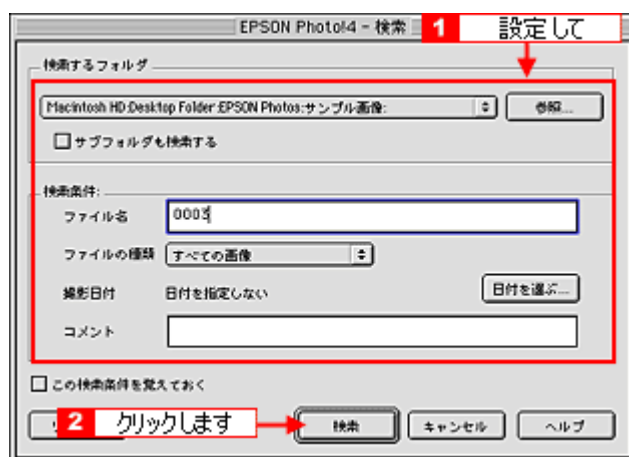 EPSON Photo!4 - 検索
1 設定して
検索するフォルダ
Macintosh HD:Desktop Folder:EPSON Photos:サンプル画像:
参照...
サブフォルダも検索する
検索条件:
ファイル名 0003
ファイルの種類 すべての画像
撮影日付 日付を指定しない 日付を選ぶ...
コメント
この検索条件を覚えておく
2 クリックします 検索 キャンセル ヘルプ